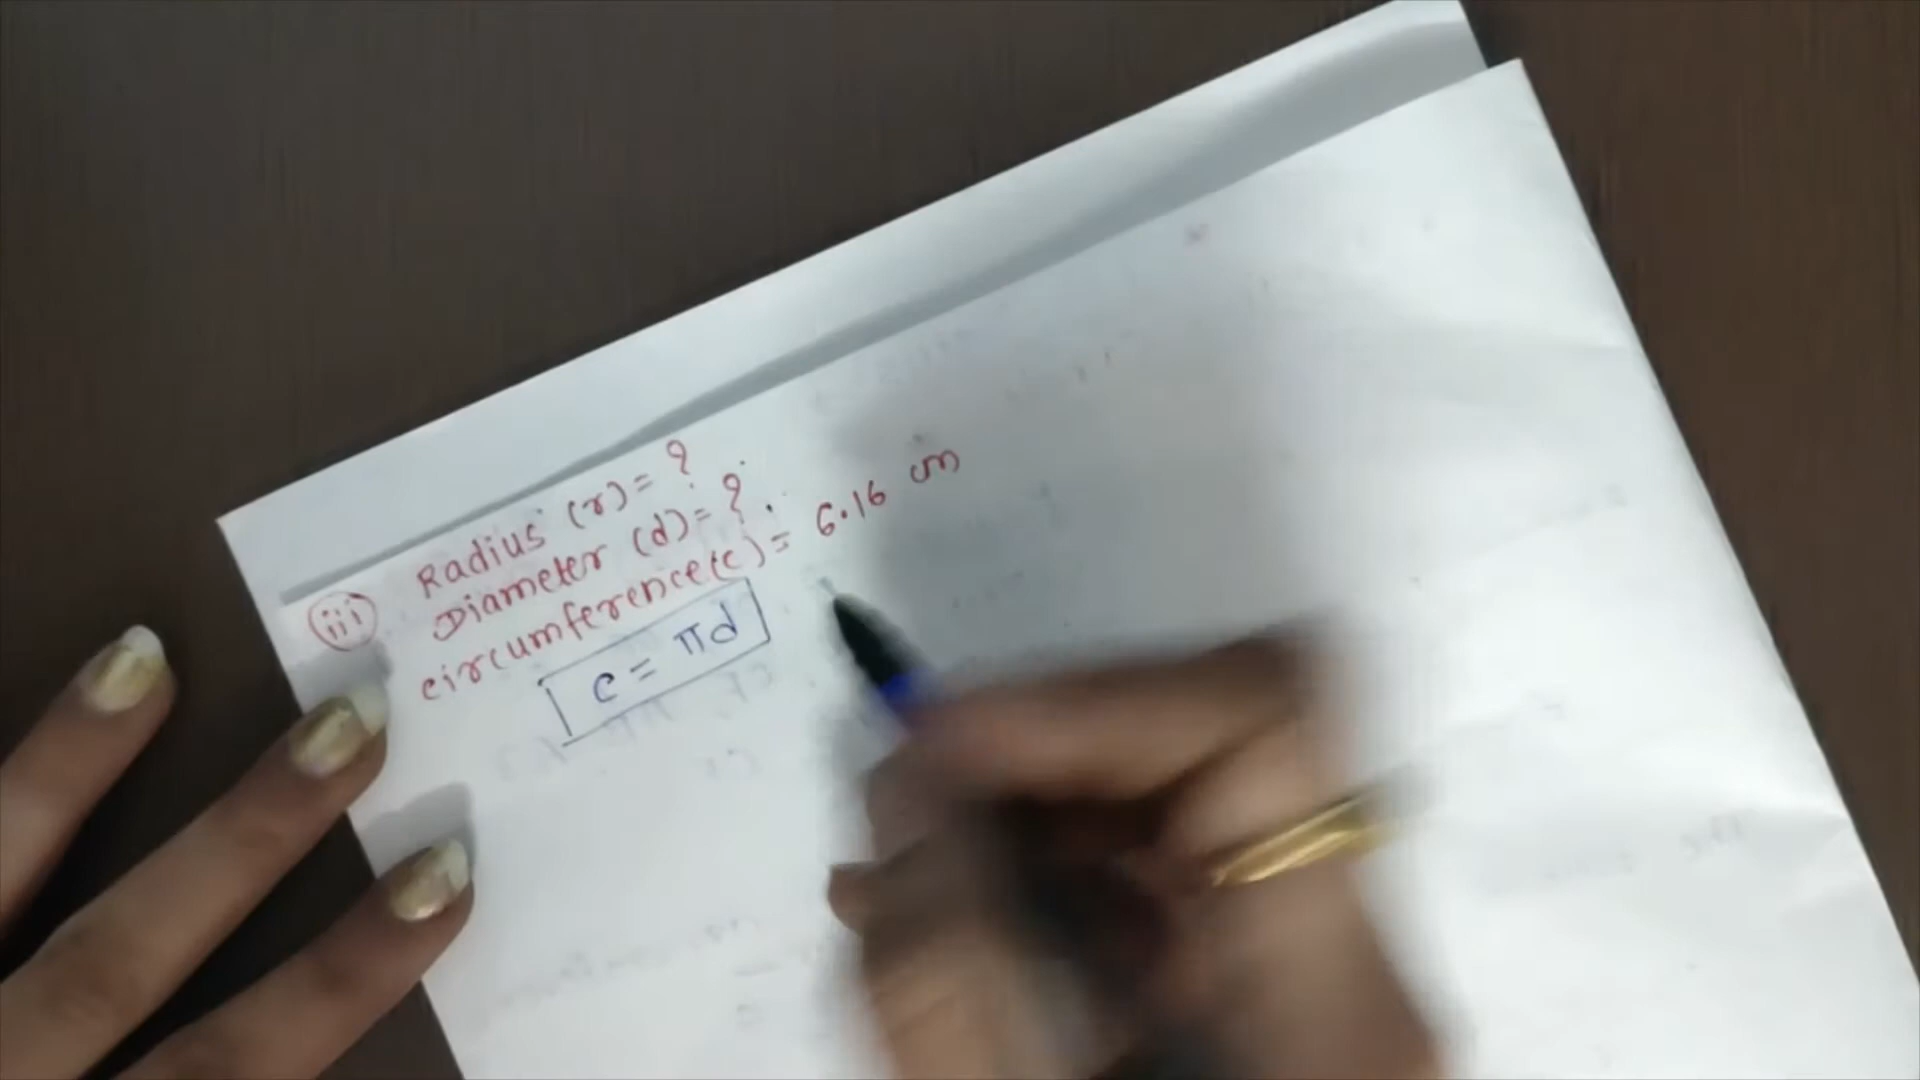 iii Radius (r) = ?
Diameter (d) = ?.
circumference (c) = 6.16 cm
c = πd